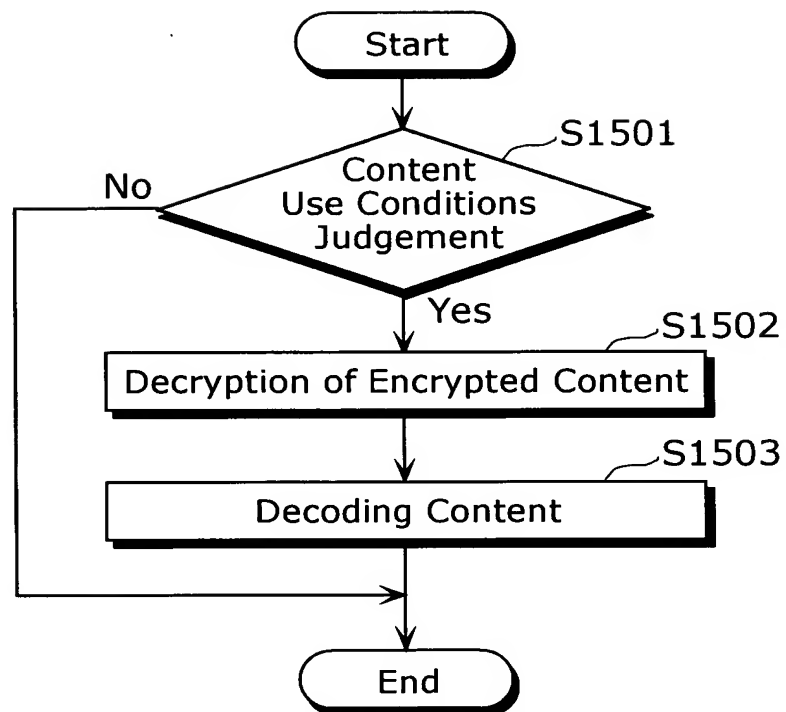 Start
S1501
Content
Use Conditions
Judgement
No
Yes
S1502
Decryption of Encrypted Content
S1503
Decoding Content
End